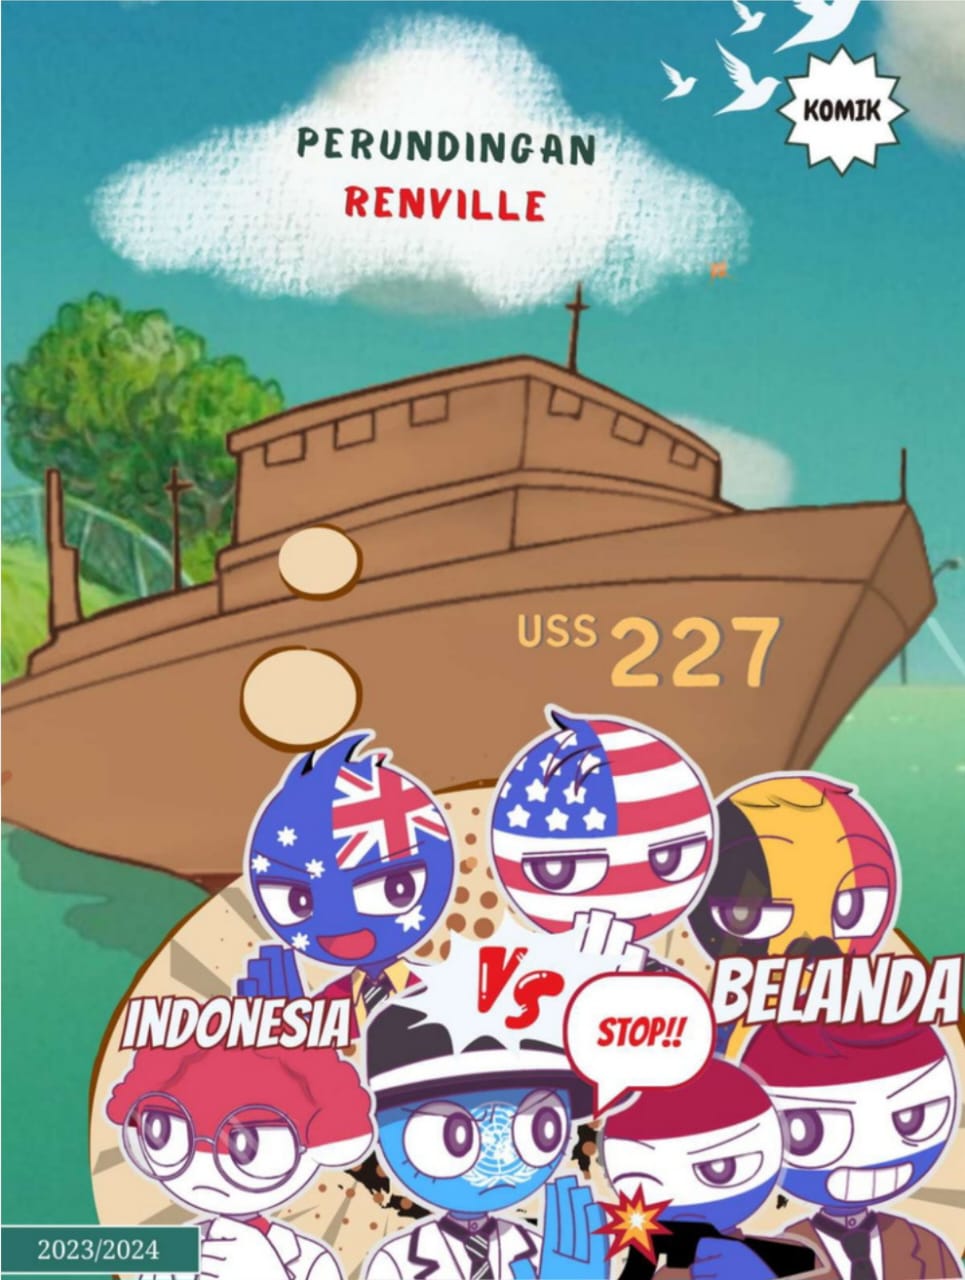 KOMIK
PERUNDINGAN
RENVILLE
USS 227
VS
INDONESIA
BELANDA
STOP!!
2023/2024